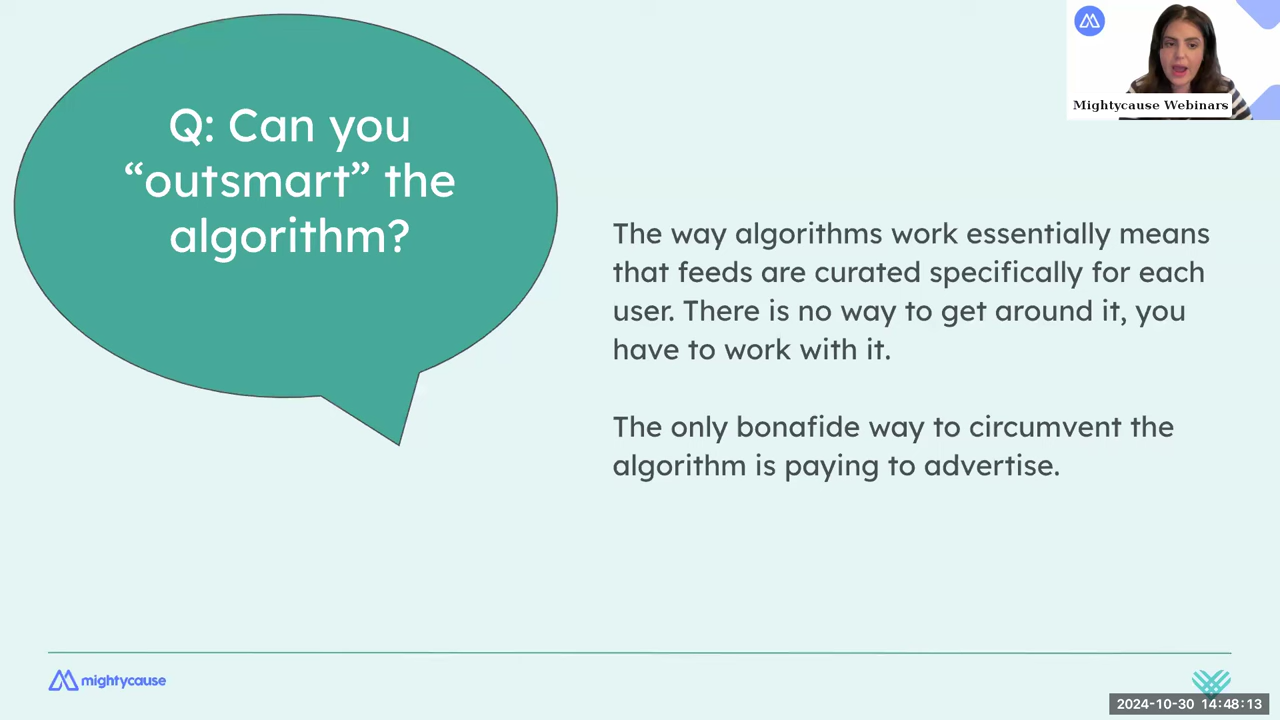 Q: Can you
“outsmart” the
algorithm?
Mightycause Webinars
The way algorithms work essentially means
that feeds are curated specifically for each
user. There is no way to get around it, you
have to work with it.
The only bonafide way to circumvent the
algorithm is paying to advertise.
mightycause
2024-10-30 14:48:13